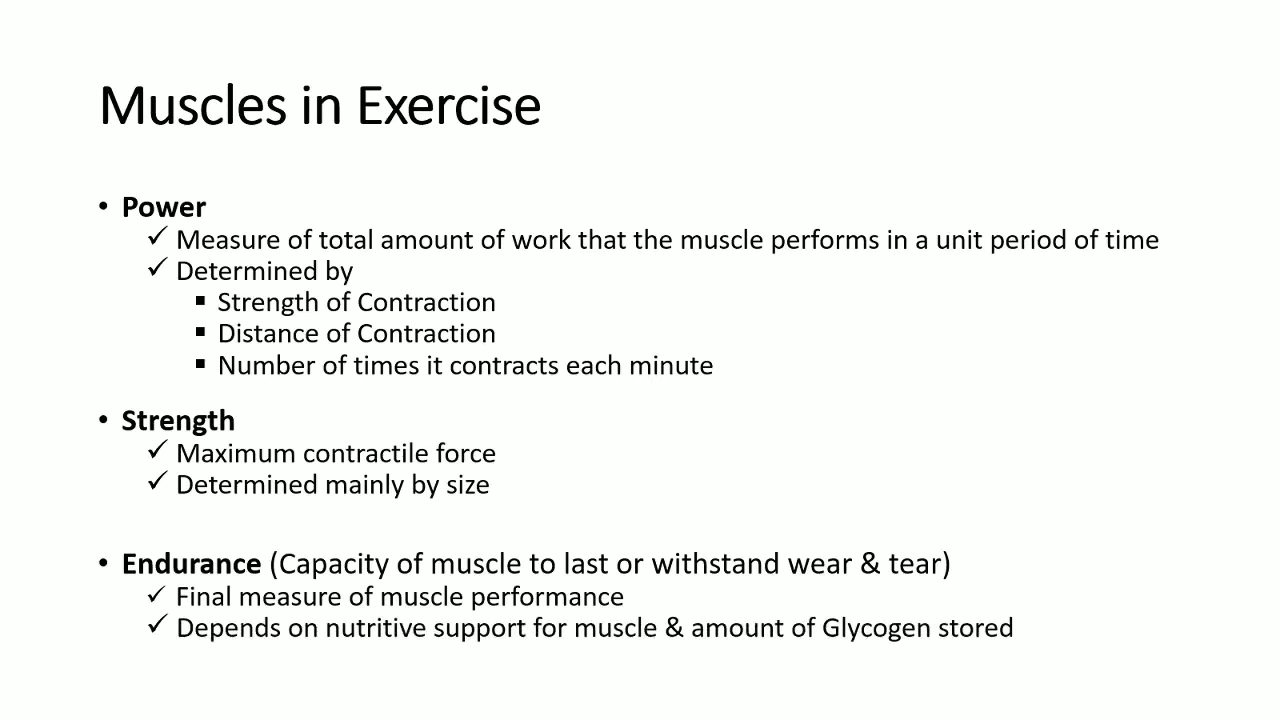 Muscles in Exercise
• Power
✓ Measure of total amount of work that the muscle performs in a unit period of time
✓ Determined by
▪ Strength of Contraction
▪ Distance of Contraction
▪ Number of times it contracts each minute
• Strength
✓ Maximum contractile force
✓ Determined mainly by size
• Endurance (Capacity of muscle to last or withstand wear & tear)
✓ Final measure of muscle performance
✓ Depends on nutritive support for muscle & amount of Glycogen stored